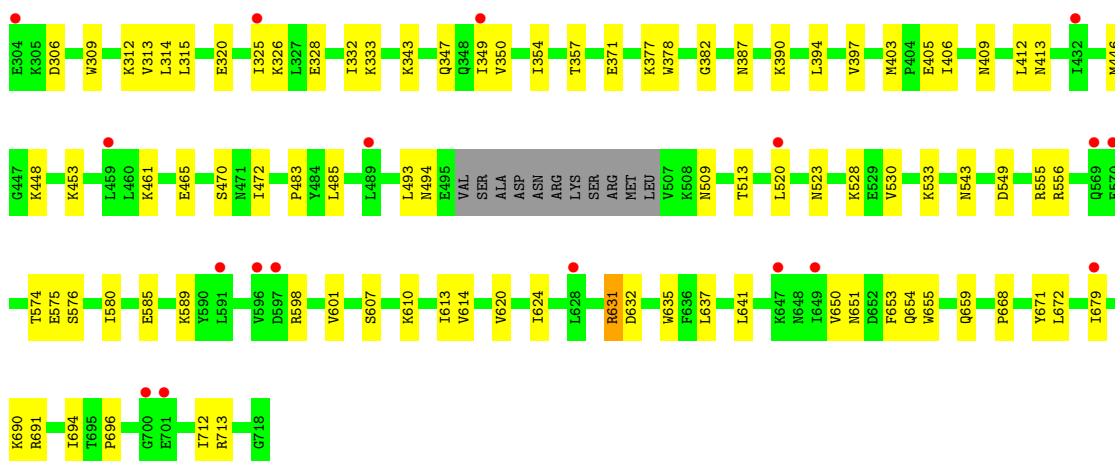 E304 K305 D306 W309 K312 V313 L314 L315 E320 I325 K326 L327 E328 I332 K333 K343 Q347 Q348 I349 V350 I354 T357 E371 K377 W378 G382 N387 K390 L394 V397 M403 P404 E405 I406 N409 L412 N413 I432 M446
G447 K448 K453 L459 L460 K461 E465 S470 N471 I472 P483 Y484 L485 L489 L493 N494 E495 VAL SER ALA ASP ASN ARG LYS SER ARG MET LEU V507 K508 N509 T513 L520 N523 K528 E529 V530 K533 N543 D549 R555 R556 Q569 E570
T574 E575 S576 I580 E585 K589 Y590 L591 V596 D597 R598 V601 S607 K610 I613 V614 V620 I624 L628 R631 D632 W635 F636 L637 L641 K647 N648 I649 V650 N651 D652 F653 Q654 W655 Q659 P668 Y671 L672 I679
K690 R691 I694 T695 P696 G700 E701 I712 R713 G718